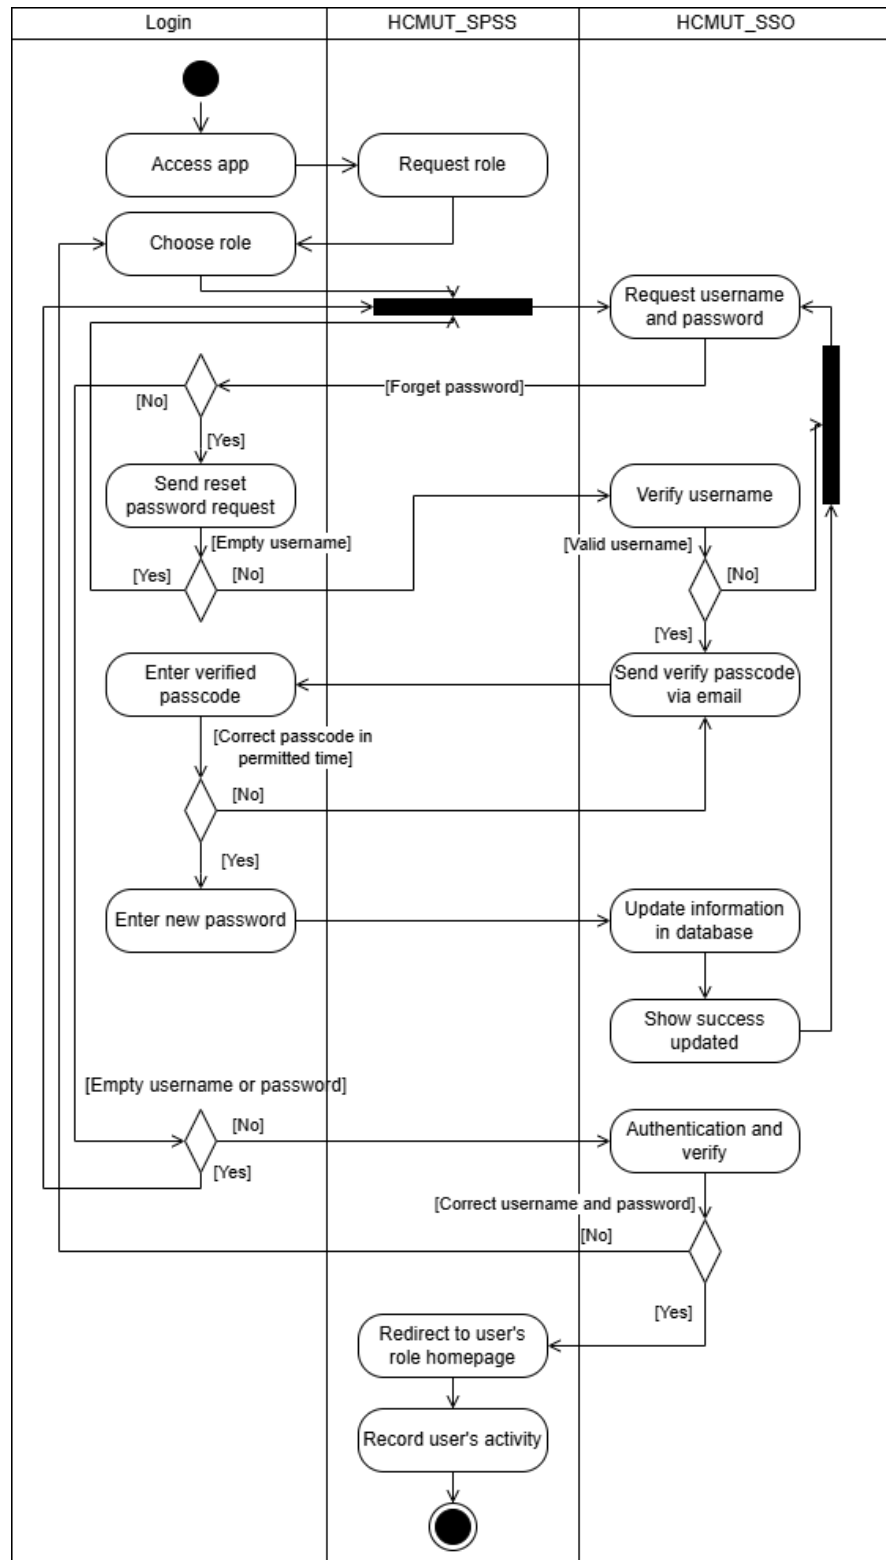 Login
HCMUT_SPSS
HCMUT_SSO
Access app
Request role
Choose role
Request username
and password
[Forget password]
[No]
[Yes]
Send reset
password request
Verify username
[Empty username]
[Valid username]
[Yes]
[No]
[No]
[Yes]
Enter verified
passcode
Send verify passcode
via email
[Correct passcode in
permitted time]
[No]
[Yes]
Enter new password
Update information
in database
Show success
updated
[Empty username or password]
[No]
[Yes]
Authentication and
verify
[Correct username and password]
[No]
[Yes]
Redirect to user's
role homepage
Record user's activity